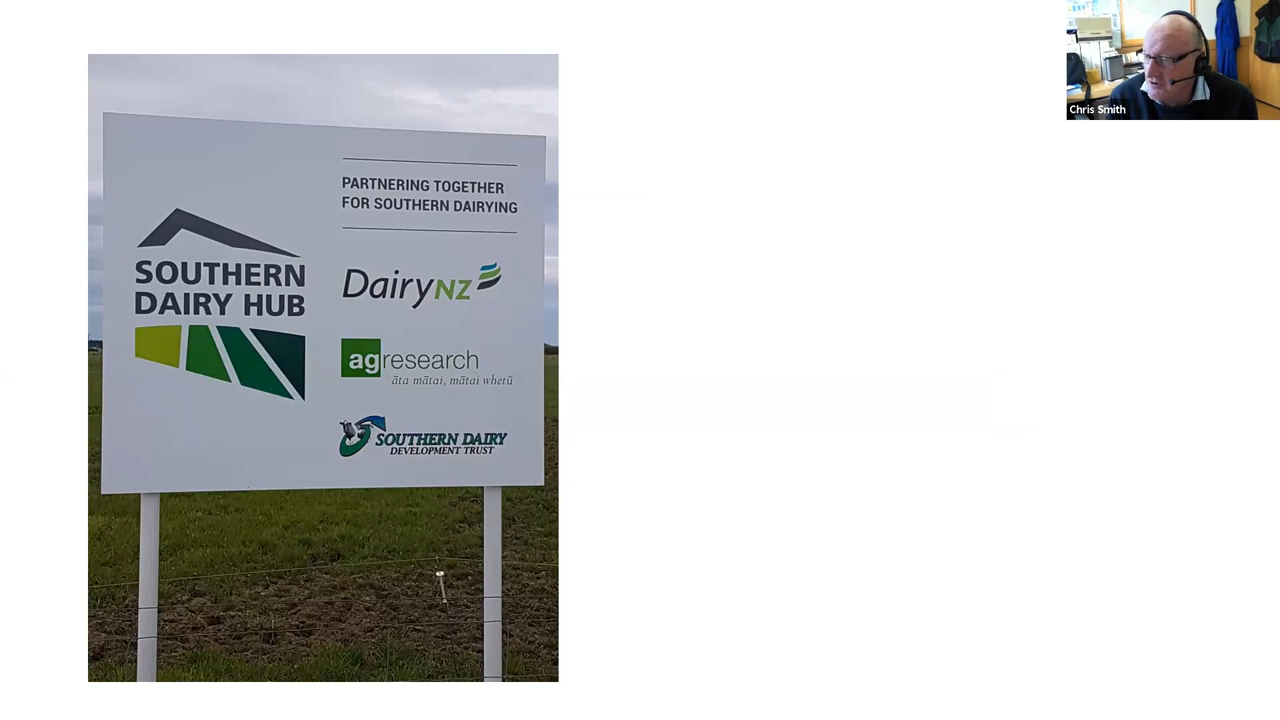 PARTNERING TOGETHER
FOR SOUTHERN DAIRYING
SOUTHERN
DAIRY HUB
DairyNZ
agresearch
āta mātai, mātai whetū
SOUTHERN DAIRY
DEVELOPMENT TRUST
Chris Smith